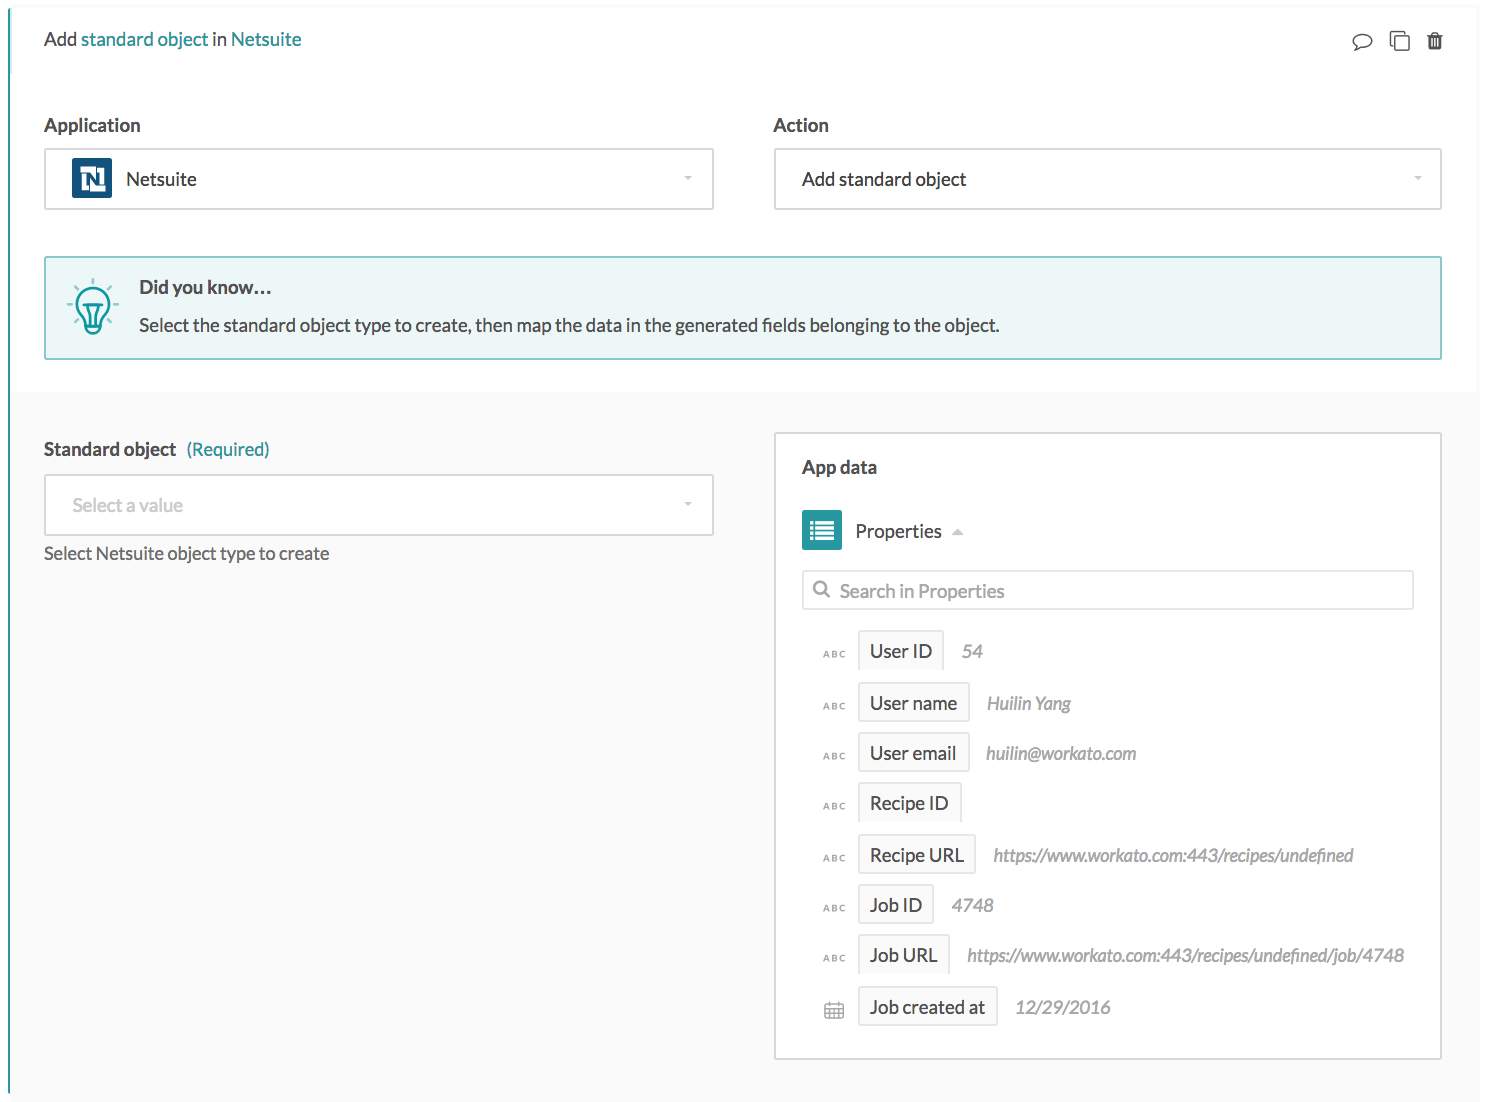 Add standard object in Netsuite
Application
Netsuite
Action
Add standard object
Did you know...
Select the standard object type to create, then map the data in the generated fields belonging to the object.
Standard object (Required)
Select a value
Select Netsuite object type to create
App data
Properties
Search in Properties
ABC User ID 54
ABC User name Huilin Yang
ABC User email huilin@workato.com
ABC Recipe ID
ABC Recipe URL https://www.workato.com:443/recipes/undefined
ABC Job ID 4748
ABC Job URL https://www.workato.com:443/recipes/undefined/job/4748
Job created at 12/29/2016